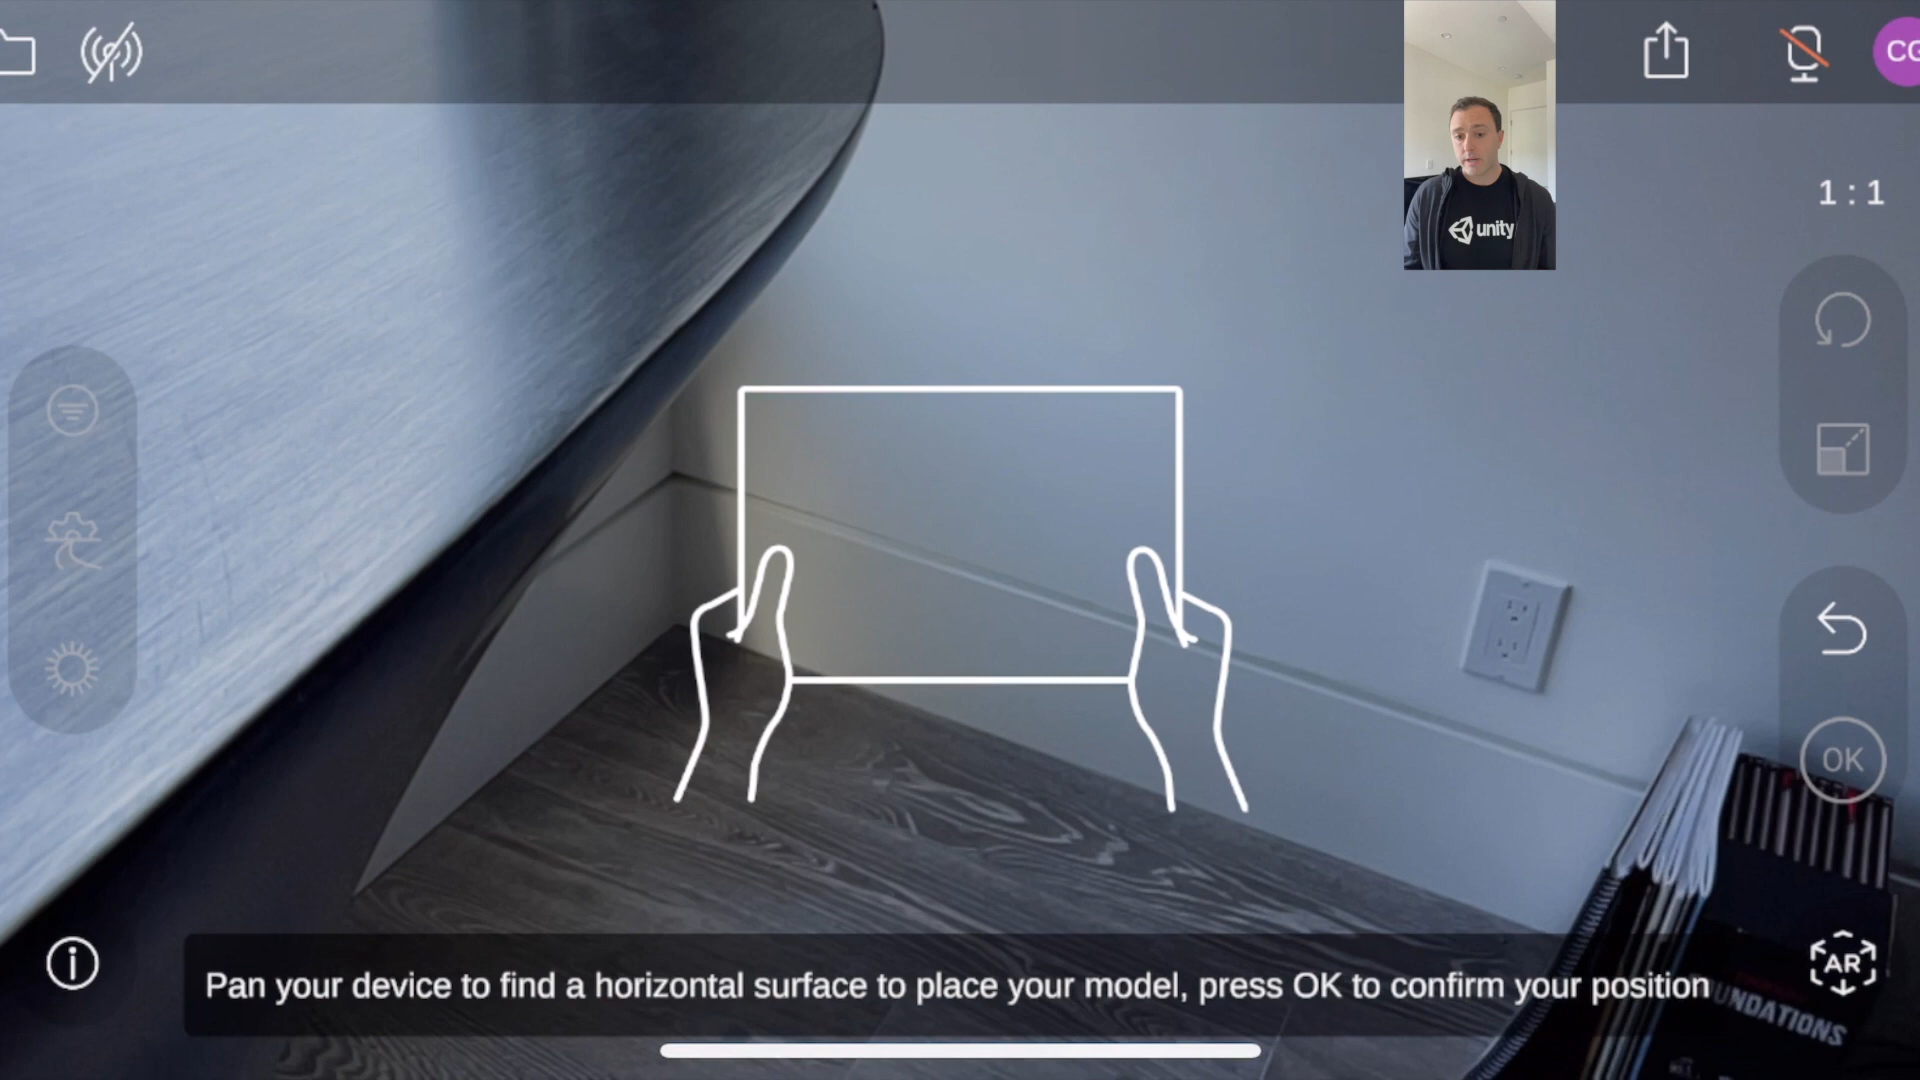 CG
unity
1 : 1
OK
Pan your device to find a horizontal surface to place your model, press OK to confirm your position
AR
UNDATIONS